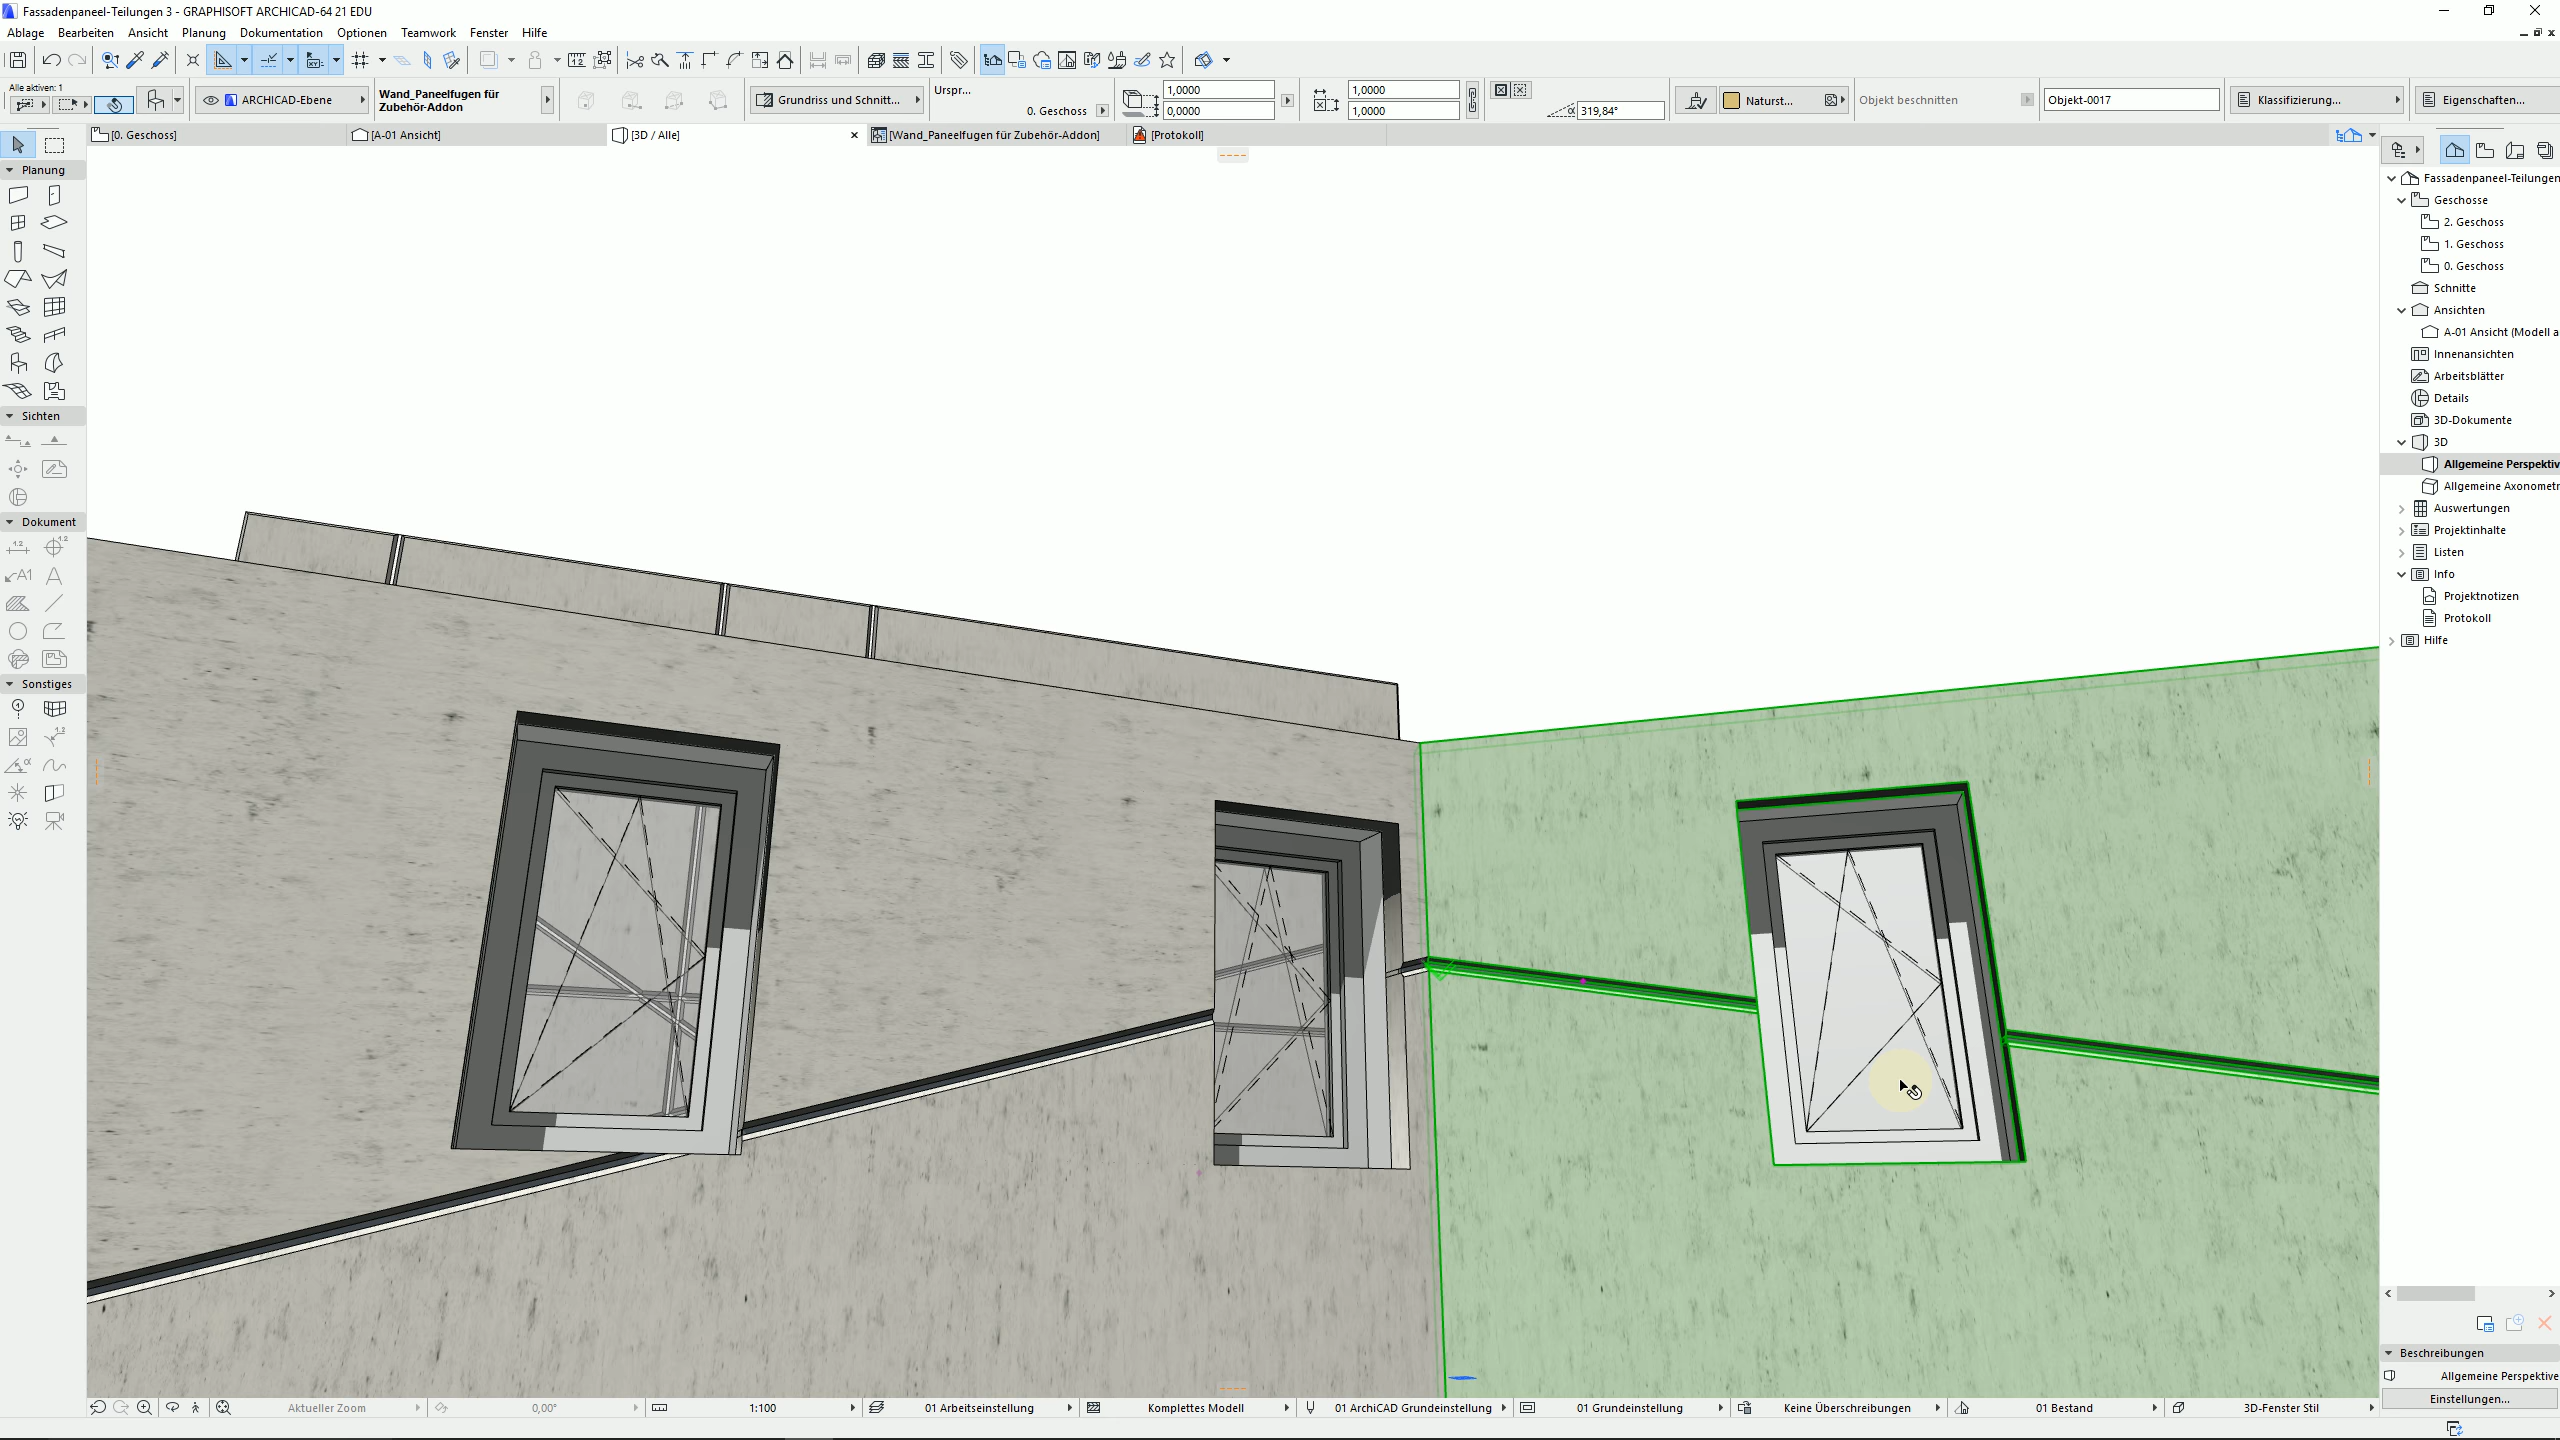 Fassadenpaneel-Teilungen 3 - GRAPHISOFT ARCHICAD-64 21 EDU
Ablage Bearbeiten Ansicht Planung Dokumentation Optionen Teamwork Fenster Hilfe
Alle aktiven: 1
ARCHICAD-Ebene
Wand_Paneelfugen für
Zubehör-Addon
Grundriss und Schnitt...
Urspr...
0. Geschoss
1,0000
0,0000
1,0000
1,0000
319,84°
Naturst...
Objekt beschnitten
Objekt-0017
Klassifizierung...
Eigenschaften...
[0. Geschoss]
[A-01 Ansicht]
[3D / Alle]
[Wand_Paneelfugen für Zubehör-Addon]
[Protokoll]
Planung
Sichten
Dokument
Sonstiges
Fassadenpaneel-Teilungen
Geschosse
2. Geschoss
1. Geschoss
0. Geschoss
Schnitte
Ansichten
A-01 Ansicht (Modell a
Innenansichten
Arbeitsblätter
Details
3D-Dokumente
3D
Allgemeine Perspektiv
Allgemeine Axonometr
Auswertungen
Projektinhalte
Listen
Info
Projektnotizen
Protokoll
Hilfe
Beschreibungen
Allgemeine Perspektive
Einstellungen...
Aktueller Zoom
0,00°
1:100
01 Arbeitseinstellung
Komplettes Modell
01 ArchiCAD Grundeinstellung
01 Grundeinstellung
Keine Überschreibungen
01 Bestand
3D-Fenster Stil